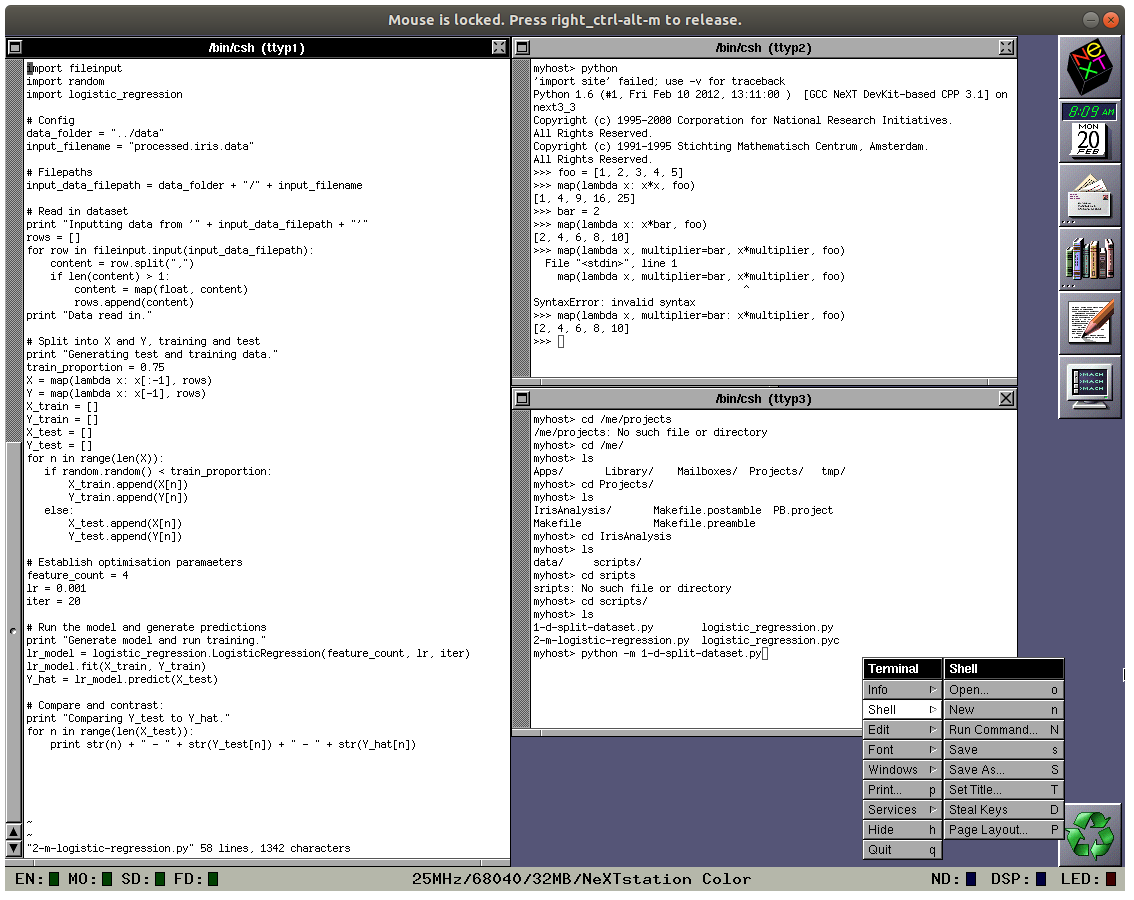 Mouse is locked. Press right_ctrl-alt-m to release.
/bin/csh (ttyp1)
import fileinput
import random
import logistic_regression
# Config
data_folder = "../data"
input_filename = "processed.iris.data"
# Filepaths
input_data_filepath = data_folder + "/" + input_filename
# Read in dataset
print "Inputting data from '" + input_data_filepath + "'"
rows = []
for row in fileinput.input(input_data_filepath):
    content = row.split(",")
    if len(content) > 1:
        content = map(float, content)
        rows.append(content)
print "Data read in."
# Split into X and Y, training and test
print "Generating test and training data."
train_proportion = 0.75
X = map(lambda x: x[:-1], rows)
Y = map(lambda x: x[-1], rows)
X_train = []
Y_train = []
X_test = []
Y_test = []
for n in range(len(X)):
   if random.random() < train_proportion:
       X_train.append(X[n])
       Y_train.append(Y[n])
   else:
       X_test.append(X[n])
       Y_test.append(Y[n])
# Establish optimisation paramaeters
feature_count = 4
lr = 0.001
iter = 20
# Run the model and generate predictions
print "Generate model and run training."
lr_model = logistic_regression.LogisticRegression(feature_count, lr, iter)
lr_model.fit(X_train, Y_train)
Y_hat = lr_model.predict(X_test)
# Compare and contrast:
print "Comparing Y_test to Y_hat."
for n in range(len(X_test)):
    print str(n) + " - " + str(Y_test[n]) + " - " + str(Y_hat[n])
~
~
"2-m-logistic-regression.py" 58 lines, 1342 characters
/bin/csh (ttyp2)
myhost> python
'import site' failed; use -v for traceback
Python 1.6 (#1, Fri Feb 10 2012, 13:11:00 )  [GCC NeXT DevKit-based CPP 3.1] on
next3_3
Copyright (c) 1995-2000 Corporation for National Research Initiatives.
All Rights Reserved.
Copyright (c) 1991-1995 Stichting Mathematisch Centrum, Amsterdam.
All Rights Reserved.
>>> foo = [1, 2, 3, 4, 5]
>>> map(lambda x: x*x, foo)
[1, 4, 9, 16, 25]
>>> bar = 2
>>> map(lambda x: x*bar, foo)
[2, 4, 6, 8, 10]
>>> map(lambda x, multiplier=bar, x*multiplier, foo)
  File "<stdin>", line 1
    map(lambda x, multiplier=bar, x*multiplier, foo)
                                   ^
SyntaxError: invalid syntax
>>> map(lambda x, multiplier=bar: x*multiplier, foo)
[2, 4, 6, 8, 10]
>>>
/bin/csh (ttyp3)
myhost> cd /me/projects
/me/projects: No such file or directory
myhost> cd /me/
myhost> ls
Apps/       Library/    Mailboxes/  Projects/   tmp/
myhost> cd Projects/
myhost> ls
IrisAnalysis/       Makefile.postamble  PB.project
Makefile            Makefile.preamble
myhost> cd IrisAnalysis
myhost> ls
data/     scripts/
myhost> cd sripts
sripts: No such file or directory
myhost> cd scripts/
myhost> ls
1-d-split-dataset.py        logistic_regression.py
2-m-logistic-regression.py  logistic_regression.pyc
myhost> python -m 1-d-split-dataset.py
Terminal
Info
Shell
Edit
Font
Windows
Print... p
Services
Hide h
Quit q
Shell
Open... o
New n
Run Command... N
Save s
Save As... S
Set Title... T
Steal Keys D
Page Layout... P
NeXT
8:09 AM
MON
20
FEB
>MACH
>MACH
>MACH
EN: MO: SD: FD:
25MHz/68040/32MB/NeXTstation Color
ND: DSP: LED: